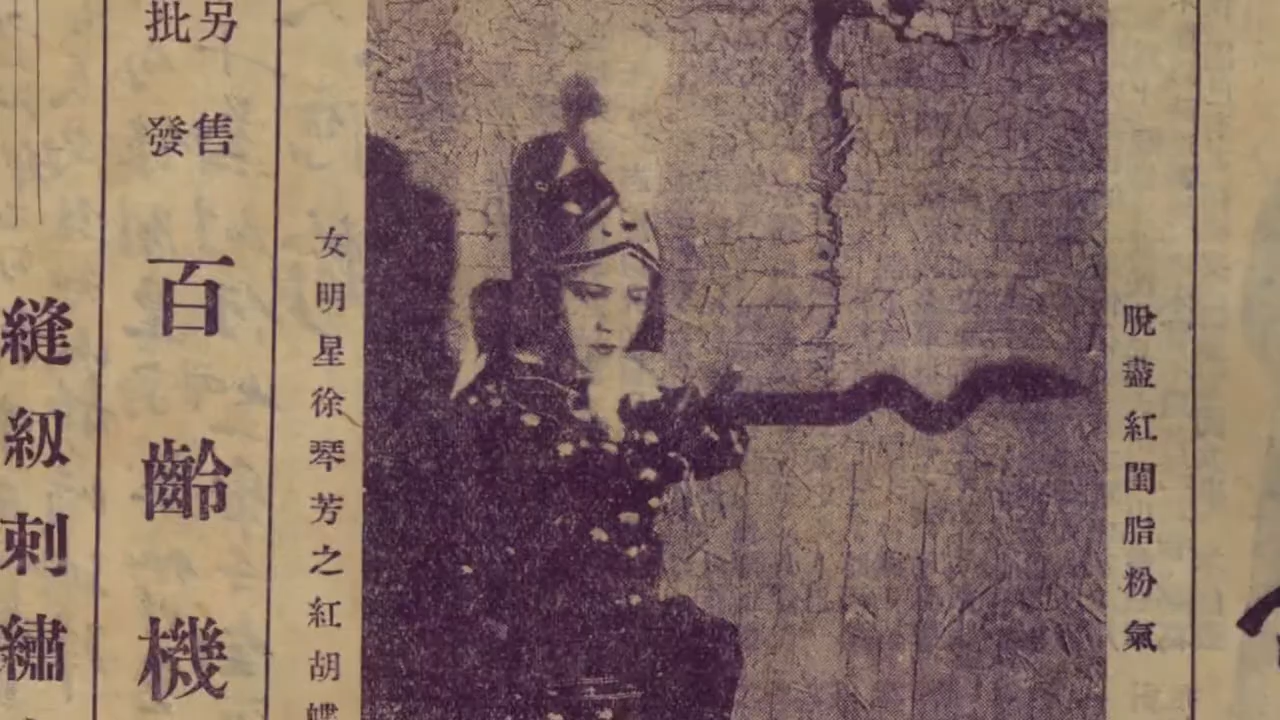 脫盡紅閨脂粉氣
女明星徐琴芳之紅胡蝶
另售
批發
百齡機
縫紉刺繡